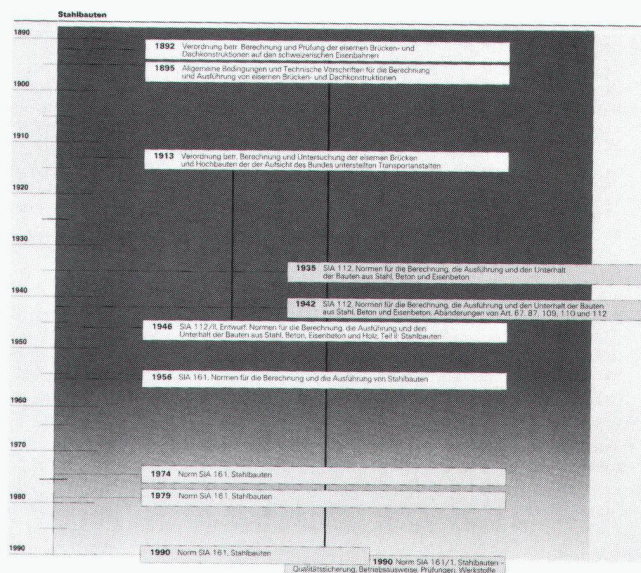 Stahlbauten
1890
1892 Verordnung betr. Berechnung und Prüfung der eisernen Brücken- und
Dachkonstruktionen auf den schweizerischen Eisenbahnen
1895 Allgemeine Bedingungen und Technische Vorschriften für die Berechnung
und Ausführung von eisernen Brücken- und Dachkonstruktionen
1900
1910
1913 Verordnung betr. Berechnung und Untersuchung der eisernen Brücken
und Hochbauten der der Aufsicht des Bundes unterstellten Transportanstalten
1920
1930
1935 SIA 112, Normen für die Berechnung, die Ausführung und den Unterhalt
der Bauten aus Stahl, Beton und Eisenbeton
1940
1942 SIA 112, Normen für die Berechnung, die Ausführung und den Unterhalt der Bauten
aus Stahl, Beton und Eisenbeton, Abänderungen von Art. 67, 87, 109, 110 und 112
1946 SIA 112/II, Entwurf: Normen für die Berechnung, die Ausführung und den
Unterhalt der Bauten aus Stahl, Beton, Eisenbeton und Holz, Teil II: Stahlbauten
1950
1956 SIA 161, Normen für die Berechnung und die Ausführung von Stahlbauten
1960
1970
1974 Norm SIA 161, Stahlbauten
1979 Norm SIA 161, Stahlbauten
1980
1990
1990 Norm SIA 161, Stahlbauten
1990 Norm SIA 161/1, Stahlbauten -
Qualitätssicherung, Betriebsausweise, Prüfungen, Werkstoffe